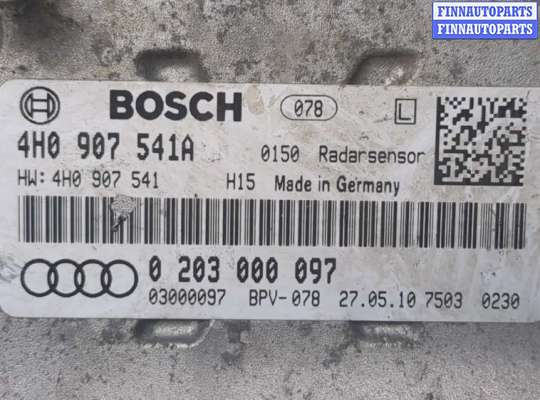 FINNAUTOPARTS
FINNAUTOPARTS
BOSCH 078 L
4H0 907 541A 0150 Radarsensor
HW: 4H0 907 541 H15 Made in Germany
0 203 000 097
03000097 BPV-078 27.05.10 7503 0230